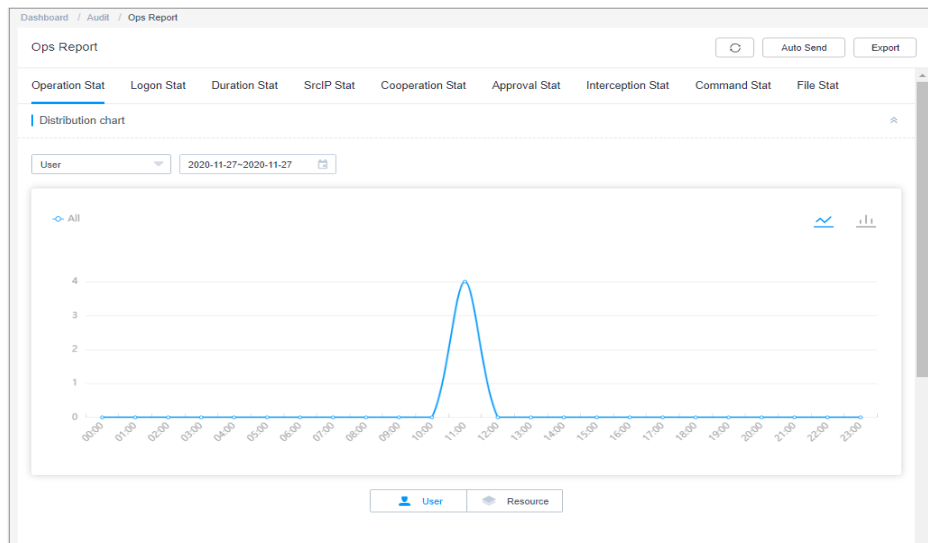 Dashboard / Audit / Ops Report
Ops Report
Auto Send
Export
Operation Stat Logon Stat Duration Stat SrcIP Stat Cooperation Stat Approval Stat Interception Stat Command Stat File Stat
Distribution chart
User
2020-11-27~2020-11-27
All
4
3
2
1
0
00:00 01:00 02:00 03:00 04:00 05:00 06:00 07:00 08:00 09:00 10:00 11:00 12:00 13:00 14:00 15:00 16:00 17:00 18:00 19:00 20:00 21:00 22:00 23:00
User Resource